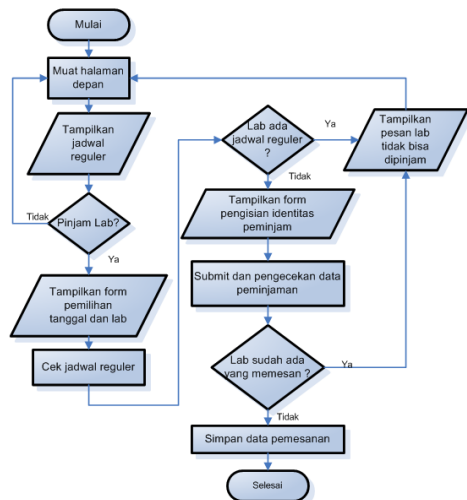 Mulai
Muat halaman
depan
Tampilkan
jadwal
reguler
Tidak
Pinjam Lab?
Ya
Tampilkan form
pemilihan
tanggal dan lab
Cek jadwal reguler
Lab ada
jadwal reguler
?
Ya
Tampilkan
pesan lab
tidak bisa
dipinjam
Tidak
Tampilkan form
pengisian identitas
peminjam
Submit dan pengecekan data
peminjaman
Lab sudah ada
yang memesan ?
Ya
Tidak
Simpan data pemesanan
Selesai